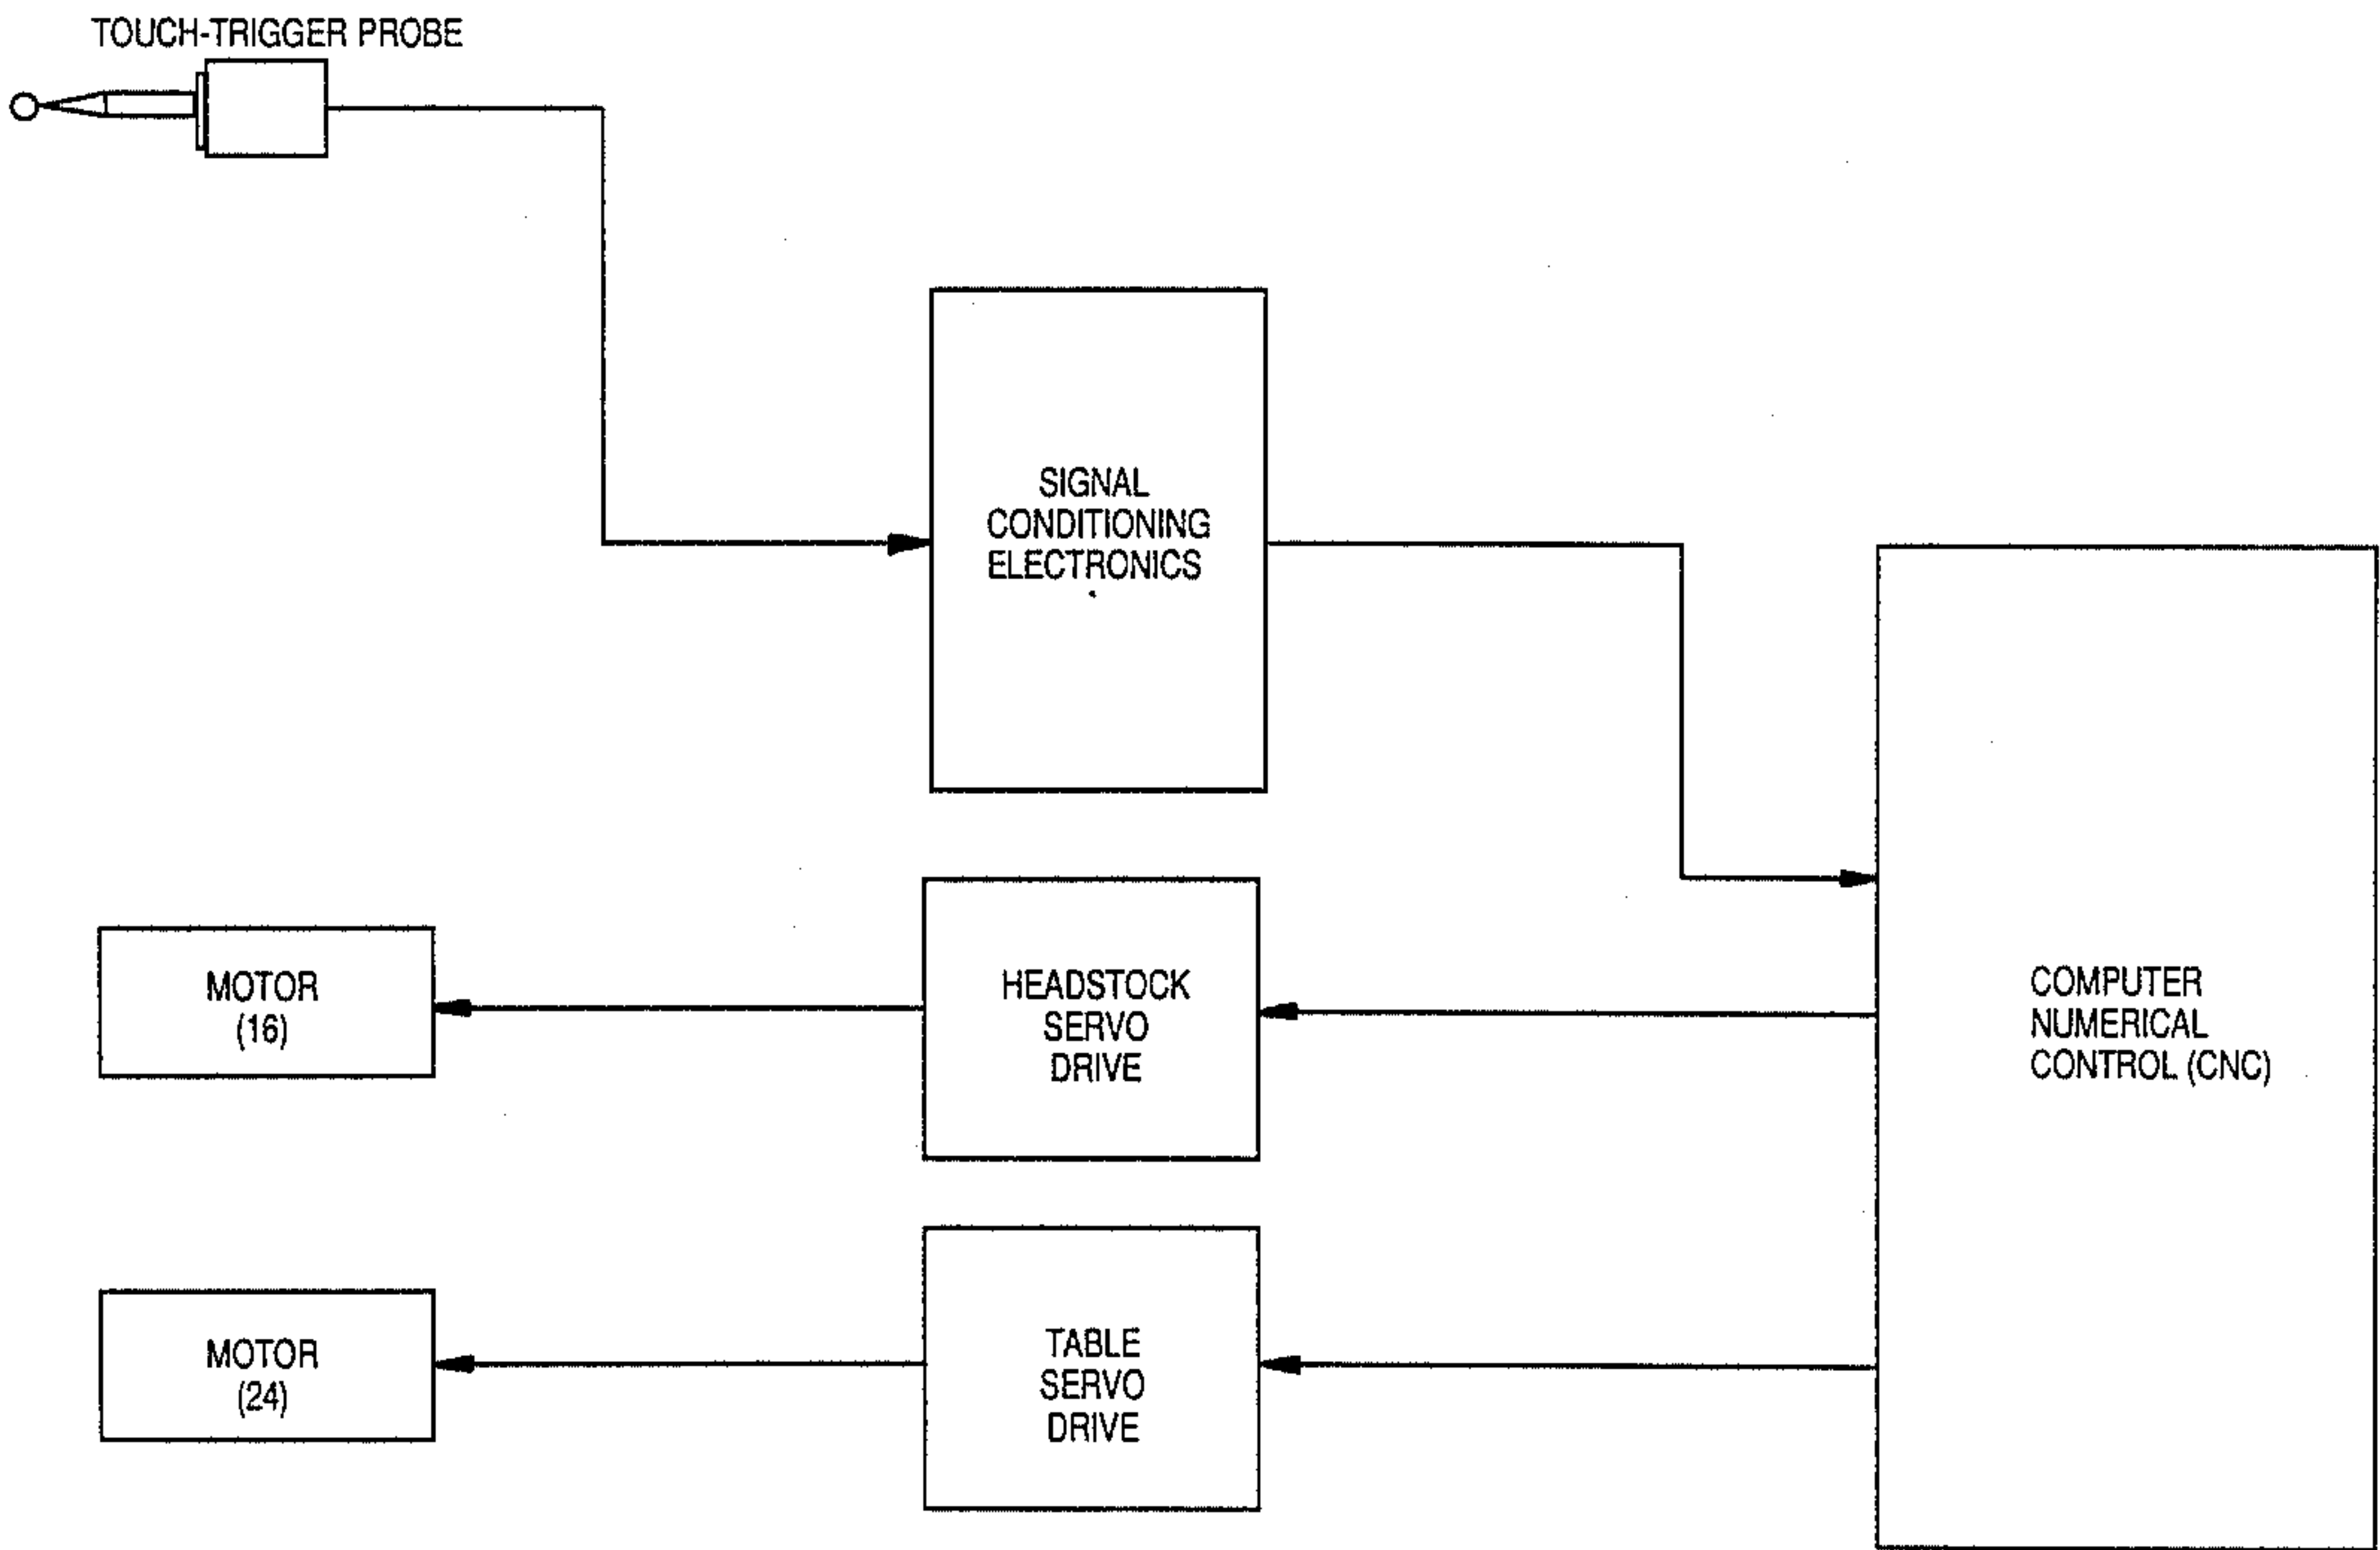 TOUCH-TRIGGER PROBE
SIGNAL
CONDITIONING
ELECTRONICS
MOTOR
(16)
HEADSTOCK
SERVO
DRIVE
COMPUTER
NUMERICAL
CONTROL (CNC)
MOTOR
(24)
TABLE
SERVO
DRIVE